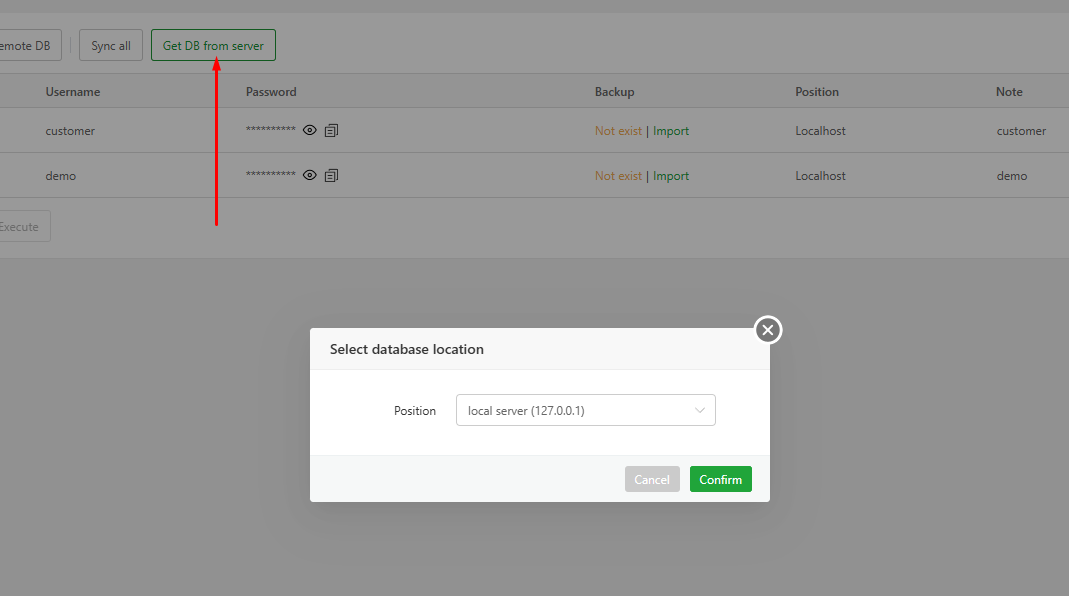 emote DB Sync all Get DB from server
Username Password Backup Position Note
customer ********** Not exist | Import Localhost customer
demo ********** Not exist | Import Localhost demo
Execute
Select database location
Position local server (127.0.0.1)
Cancel Confirm